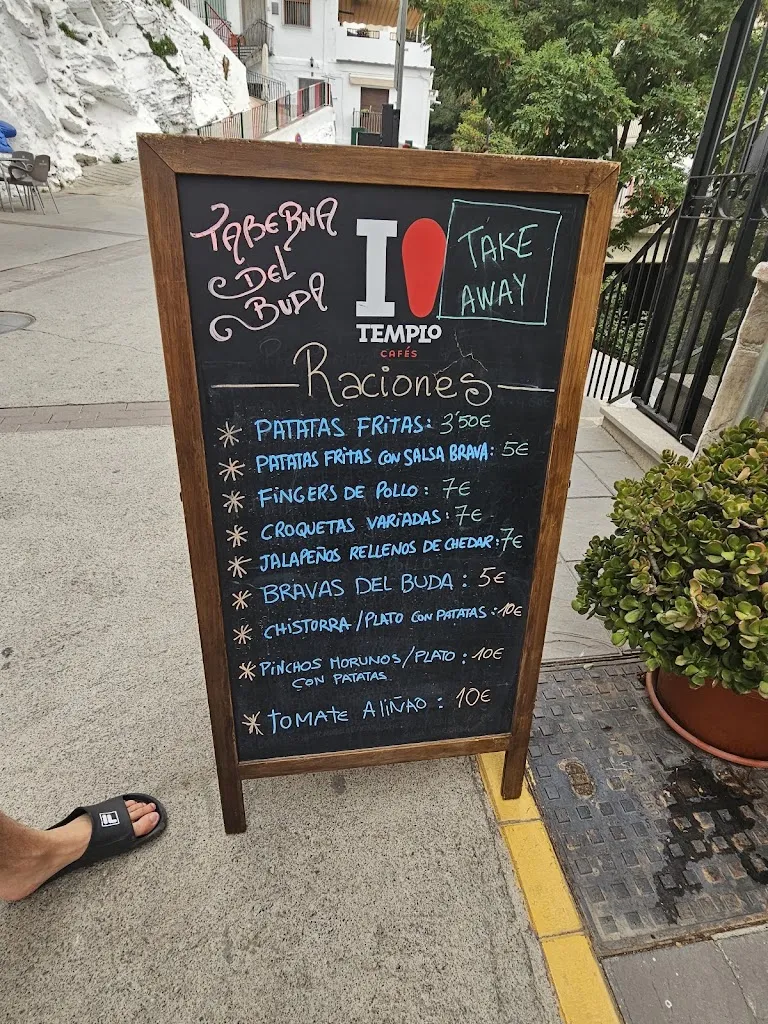 TABERNA
DEL
BUDA
I
TEMPLO
CAFÉS
TAKE
AWAY
Raciones
* PATATAS FRITAS: 3'50€
* PATATAS FRITAS CON SALSA BRAVA: 5€
* FINGERS DE POLLO: 7€
* CROQUETAS VARIADAS: 7€
* JALAPEÑOS RELLENOS DE CHEDAR: 7€
* BRAVAS DEL BUDA: 5€
* CHISTORRA/PLATO CON PATATAS: 10€
* PINCHOS MORUNOS/PLATO: 10€
CON PATATAS
* TOMATE ALIÑAO: 10€